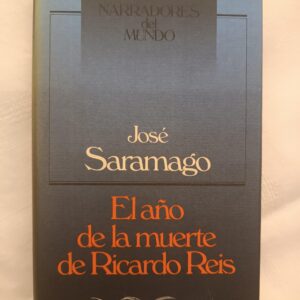 NARRADORES
del
MUNDO
José
Saramago
El año
de la muerte
de Ricardo Reis